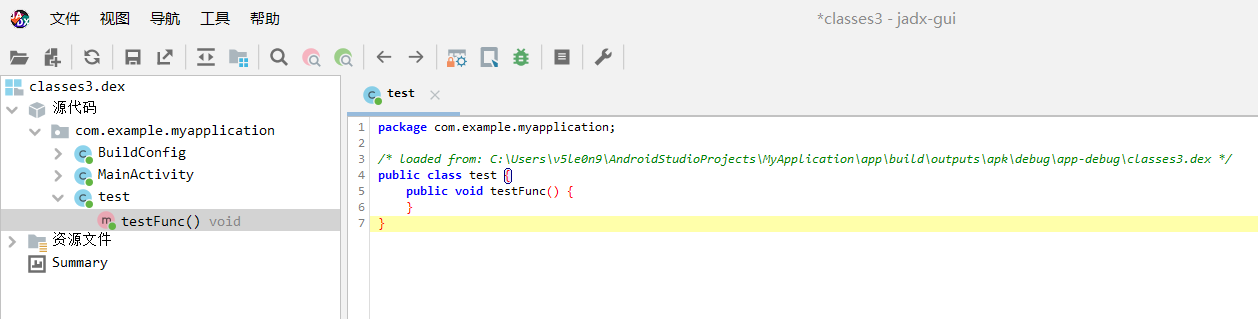 文件 视图 导航 工具 帮助 *classes3 - jadx-gui
classes3.dex
源代码
com.example.myapplication
BuildConfig
MainActivity
test
testFunc() void
资源文件
Summary
test
1 package com.example.myapplication;
2
3 /* loaded from: C:\Users\v5le0n9\AndroidStudioProjects\MyApplication\app\build\outputs\apk\debug\app-debug\classes3.dex */
4 public class test {
5 public void testFunc() {
6 }
7 }